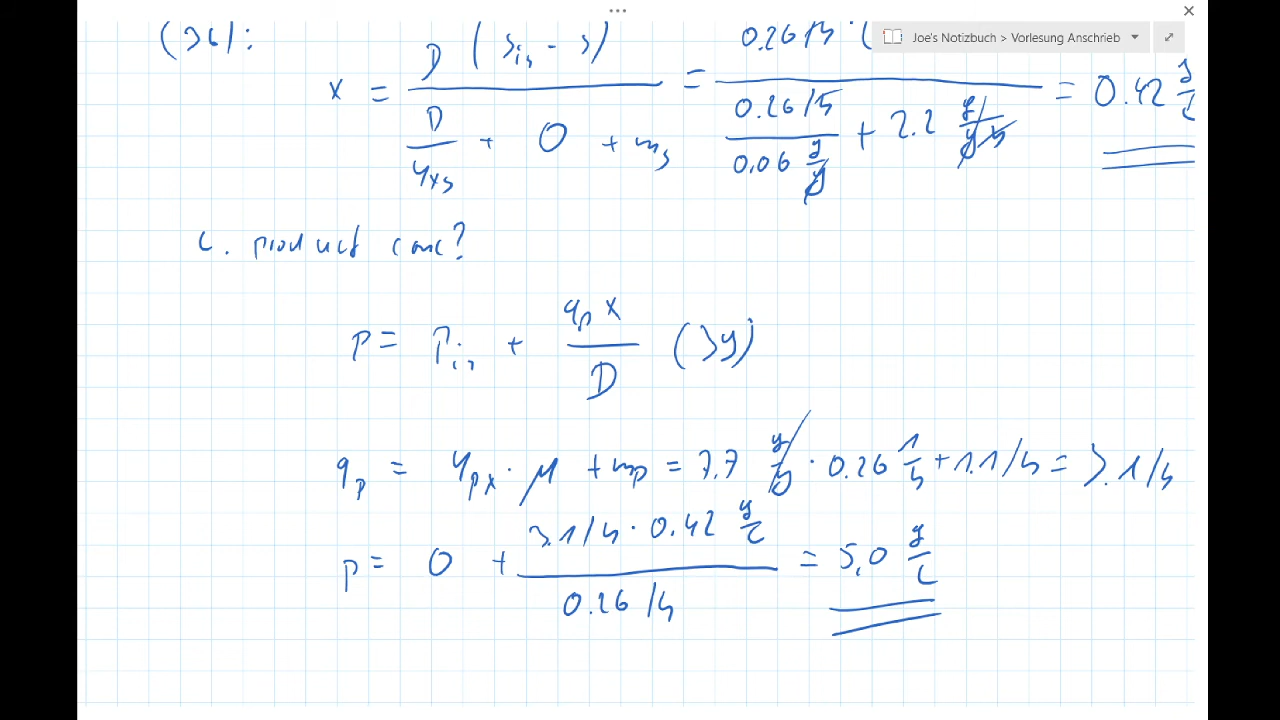 Joe's Notizbuch > Vorlesung Anschrieb
(36):
x = D (s_in - s) / (D/y_xs + 0 + m_s) = 0.26/h · ( / (0.26/h / 0.06 g/g + 2.2 g/g·h) = 0.42 g/L
c. product conc?
p = p_in + q_p x / D (39)
q_p = y_px · μ + m_p = 7.7 g/g · 0.26 1/h + 1.1/h = 3.1/h
p = 0 + 3.1/h · 0.42 g/L / 0.26/h = 5,0 g/L